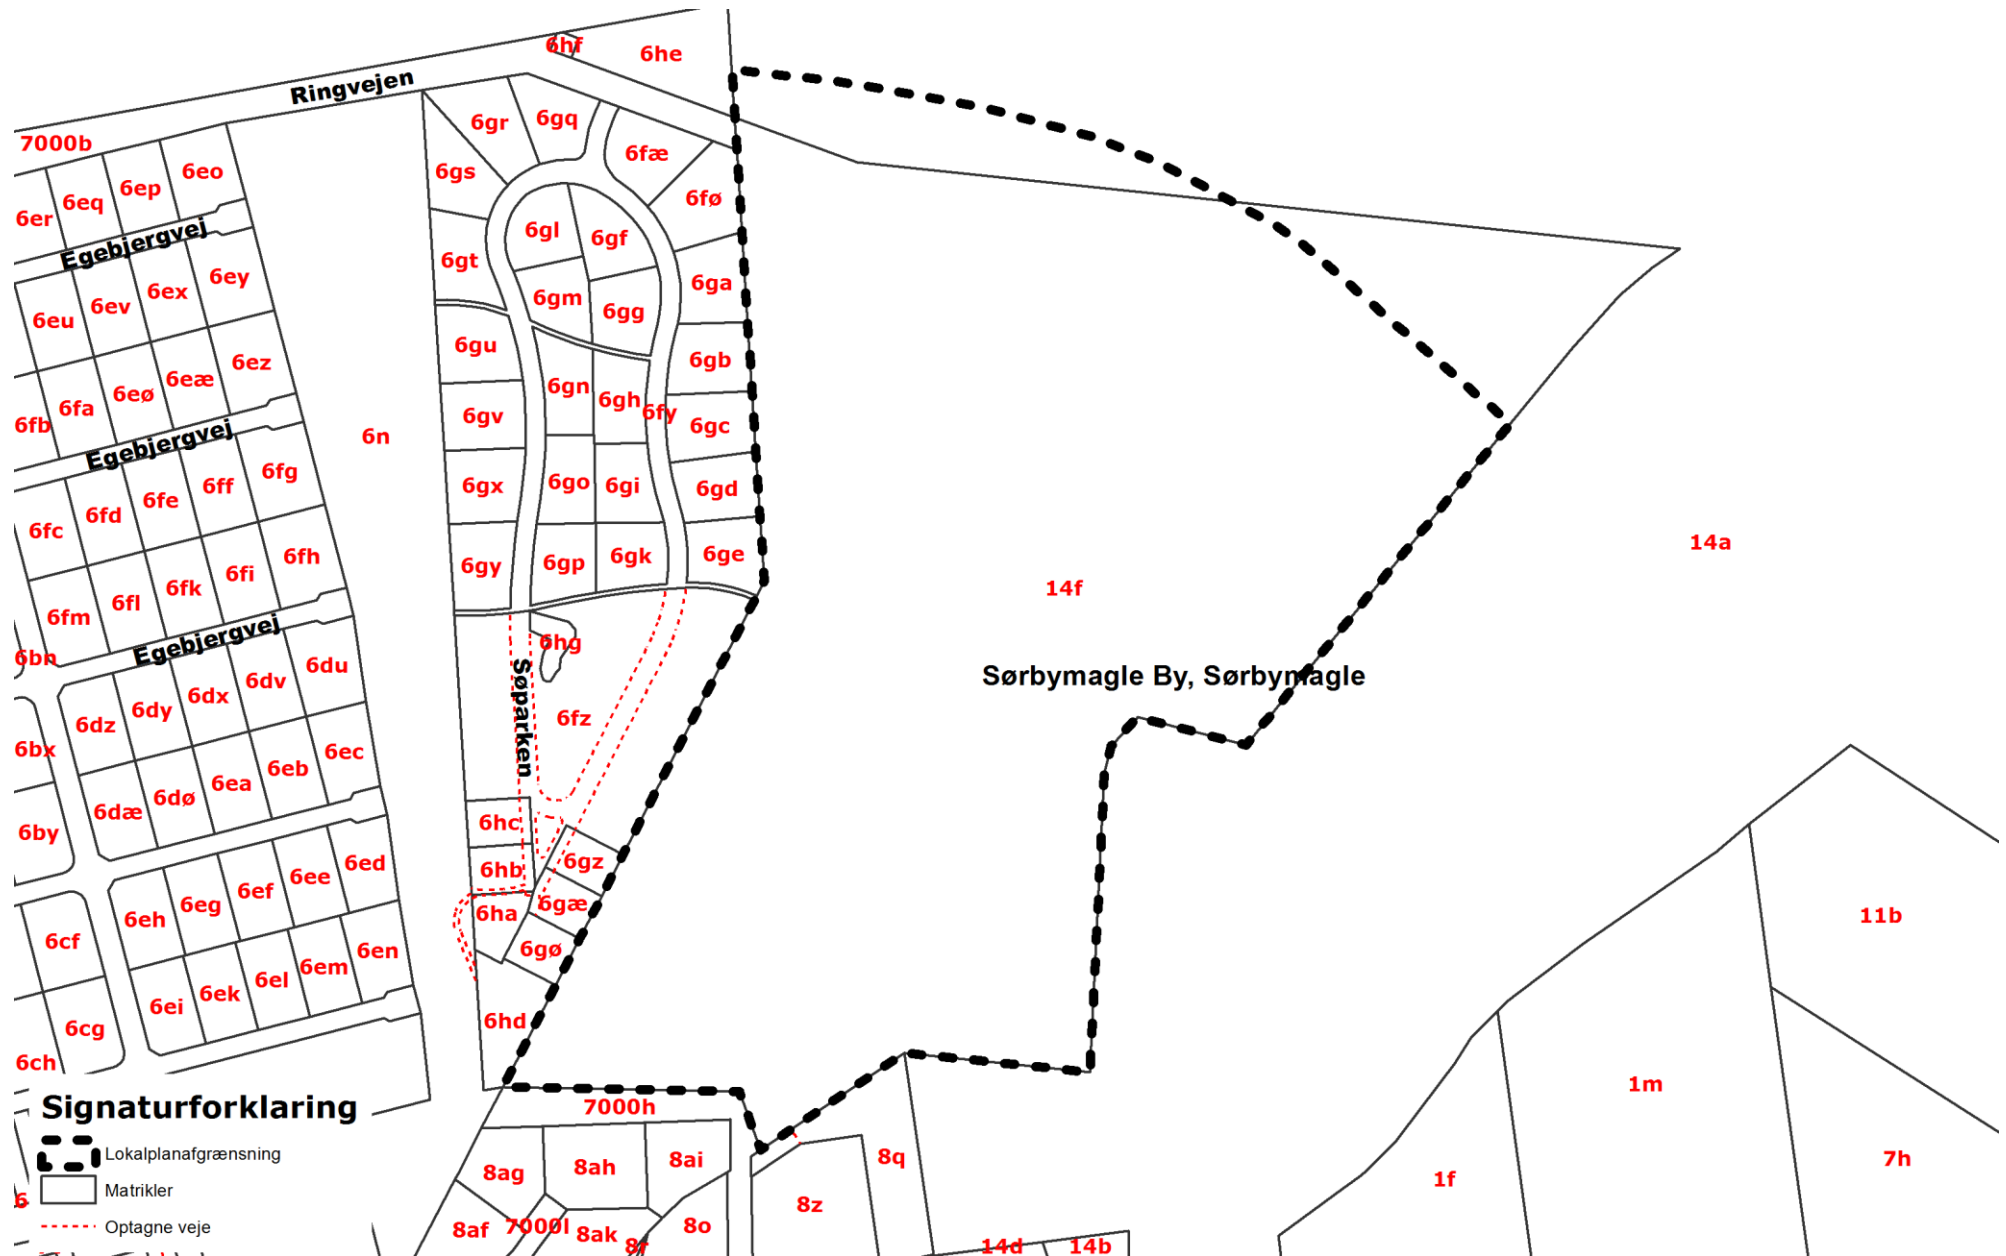 6hf
6he
Ringvejen
7000b
6gr
6gq
6fæ
6gs
6eo
6ep
6eq
6er
6fø
Egebjergvej
6gl
6gf
6gt
6ga
6ey
6ex
6ev
6eu
6gm
6gg
6gu
6gb
6ez
6eæ
6eø
6fa
6fb
6gn
6gh
6fy
6gv
6gc
6n
Egebjergvej
6fg
6ff
6fe
6fd
6fc
6gx
6go
6gi
6gd
14a
6gy
6gp
6gk
6ge
14f
6fh
6fi
6fk
6fl
6fm
Egebjergvej
6bn
6hg
Sørbymagle By, Sørbymagle
Søparken
6fz
6du
6dv
6dx
6dy
6dz
6bx
6ec
6eb
6ea
6dø
6dæ
6by
6hc
6hb
6gz
6ha
6gæ
6gø
6ed
6ee
6ef
6eg
6eh
6cf
11b
6en
6em
6el
6ek
6ei
6cg
6ch
6hd
7000h
1m
Signaturforklaring
Lokalplanafgrænsning
Matrikler
Optagne veje
8ag
8ah
8ai
8q
8z
1f
7h
8af
7000l
8ak
8o
14d
14b